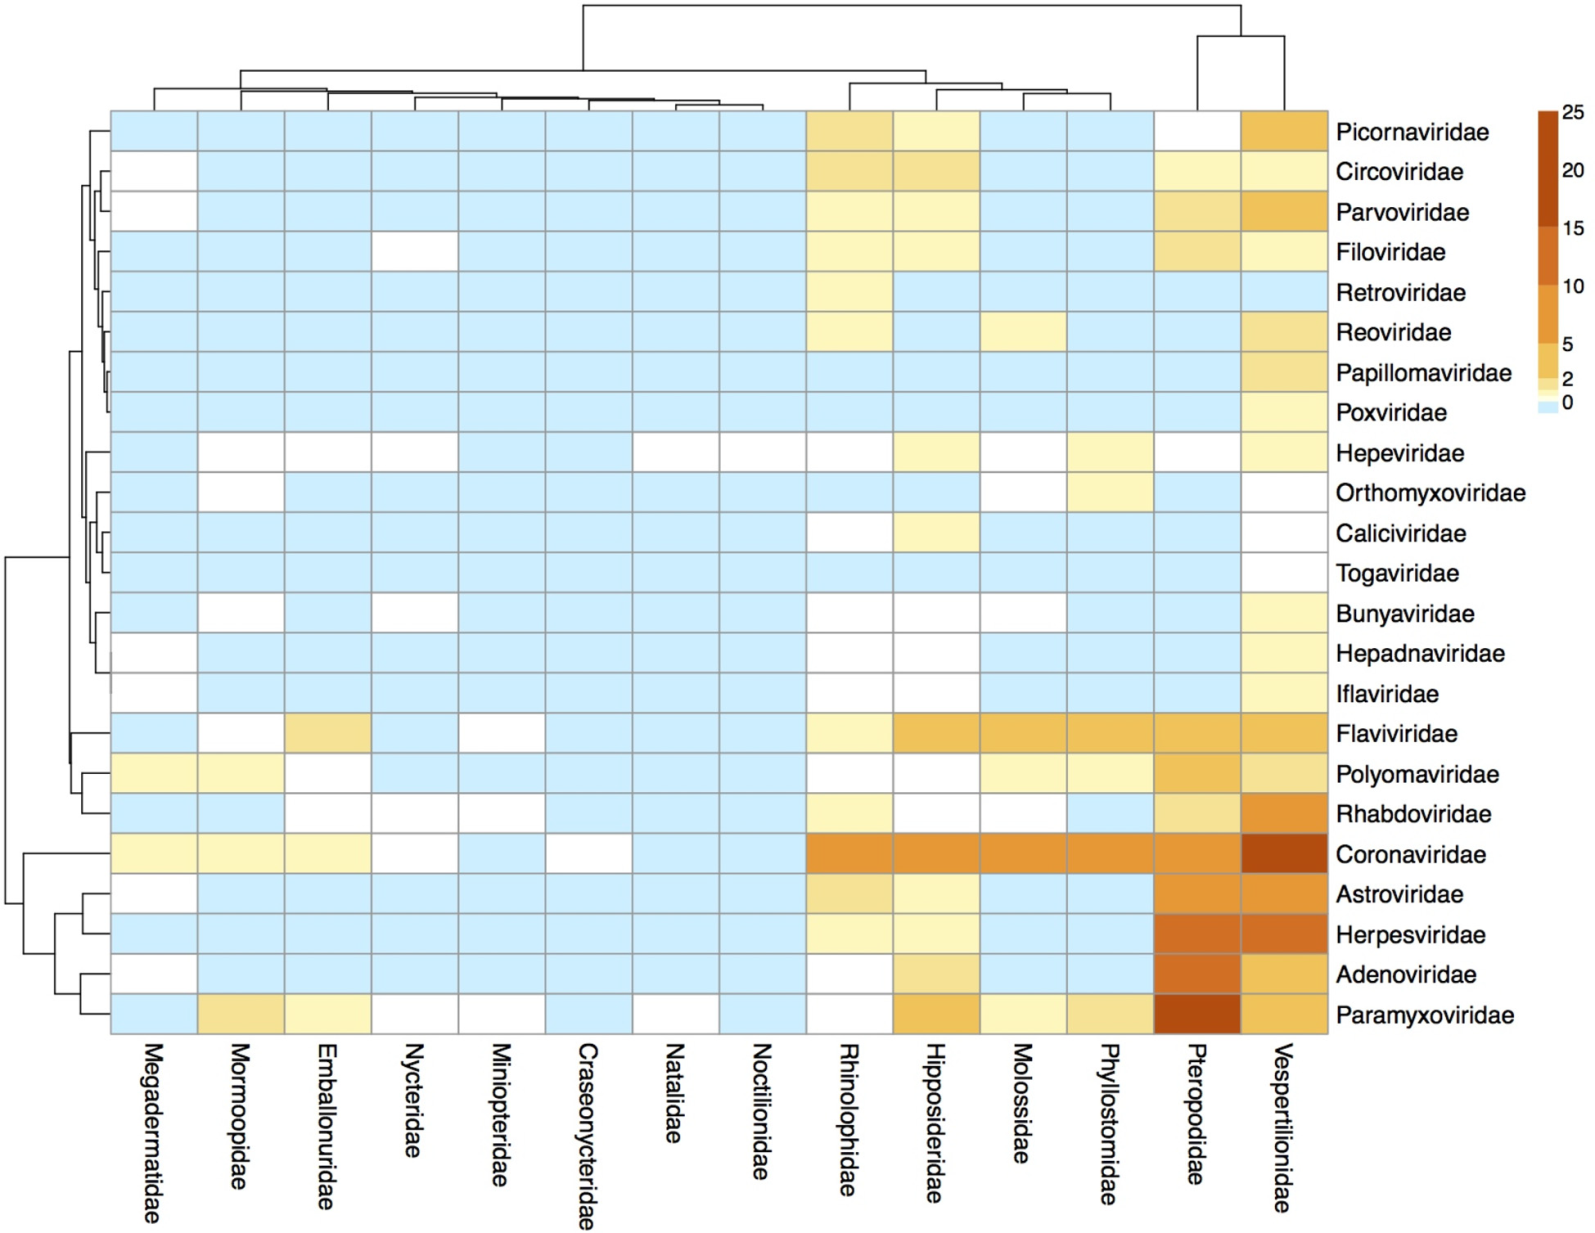 Picornaviridae
Circoviridae
Parvoviridae
Filoviridae
Retroviridae
Reoviridae
Papillomaviridae
Poxviridae
Hepeviridae
Orthomyxoviridae
Caliciviridae
Togaviridae
Bunyaviridae
Hepadnaviridae
Iflaviridae
Flaviviridae
Polyomaviridae
Rhabdoviridae
Coronaviridae
Astroviridae
Herpesviridae
Adenoviridae
Paramyxoviridae
25
20
15
10
5
2
0
Megadermatidae
Mormoopidae
Emballonuridae
Nycteridae
Miniopteridae
Craseonycteridae
Natalidae
Noctilionidae
Rhinolophidae
Hipposideridae
Molossidae
Phyllostomidae
Pteropodidae
Vespertilionidae